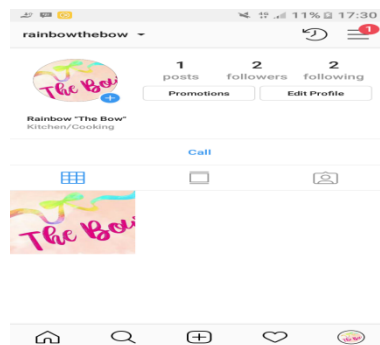 11% 17:30
rainbowthebow
1
1 2 2
posts followers following
Promotions Edit Profile
The Bow
Rainbow "The Bow"
Kitchen/Cooking
Call
The Bow